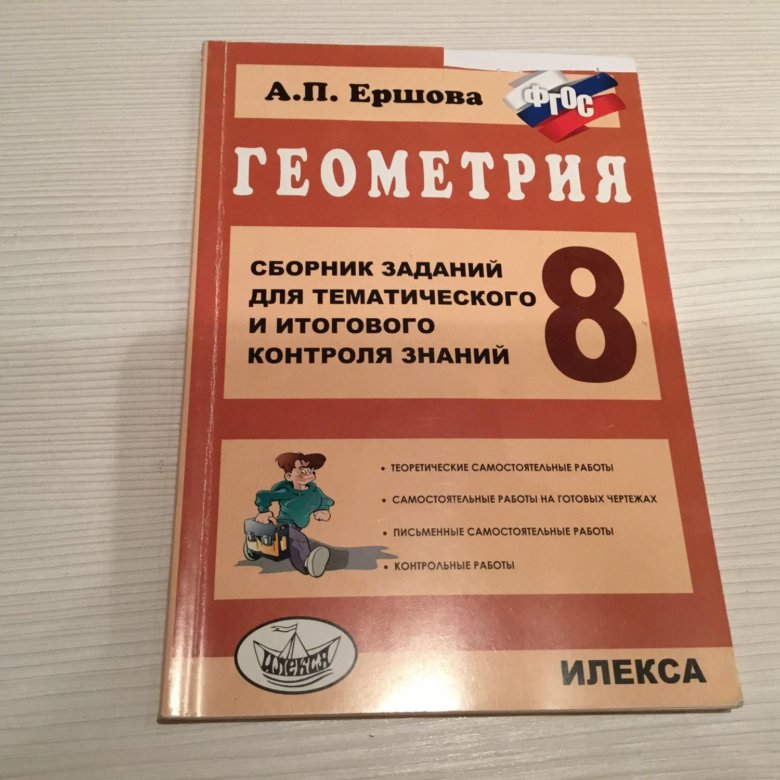 А.П. Ершова
ФГОС
ГЕОМЕТРИЯ
СБОРНИК ЗАДАНИЙ
ДЛЯ ТЕМАТИЧЕСКОГО
И ИТОГОВОГО
КОНТРОЛЯ ЗНАНИЙ
8
• ТЕОРЕТИЧЕСКИЕ САМОСТОЯТЕЛЬНЫЕ РАБОТЫ
• САМОСТОЯТЕЛЬНЫЕ РАБОТЫ НА ГОТОВЫХ ЧЕРТЕЖАХ
• ПИСЬМЕННЫЕ САМОСТОЯТЕЛЬНЫЕ РАБОТЫ
• КОНТРОЛЬНЫЕ РАБОТЫ
илекса
ИЛЕКСА